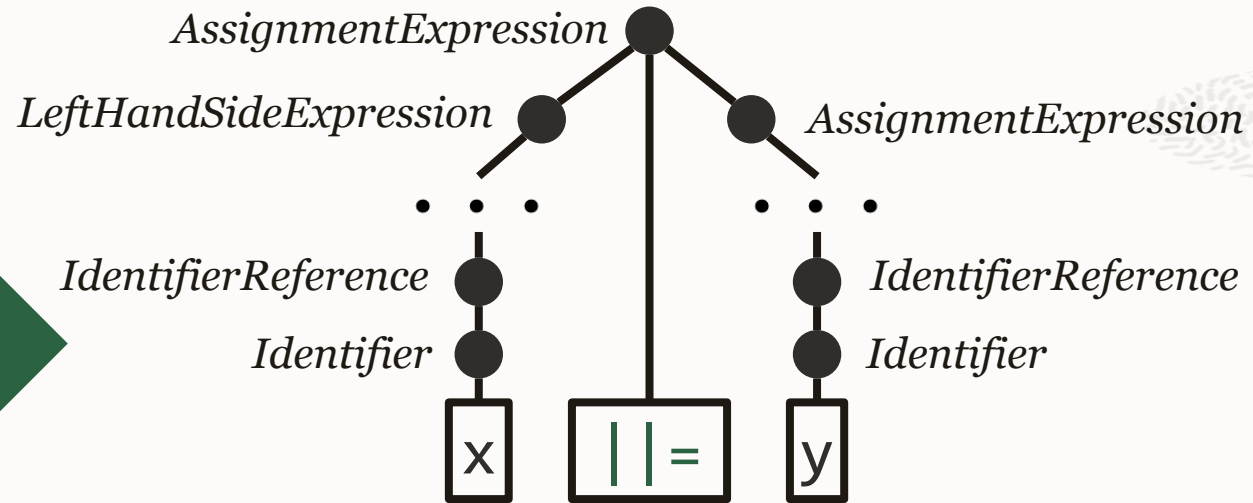 AssignmentExpression
LeftHandSideExpression AssignmentExpression
• • • • • •
IdentifierReference IdentifierReference
Identifier Identifier
x ||= y